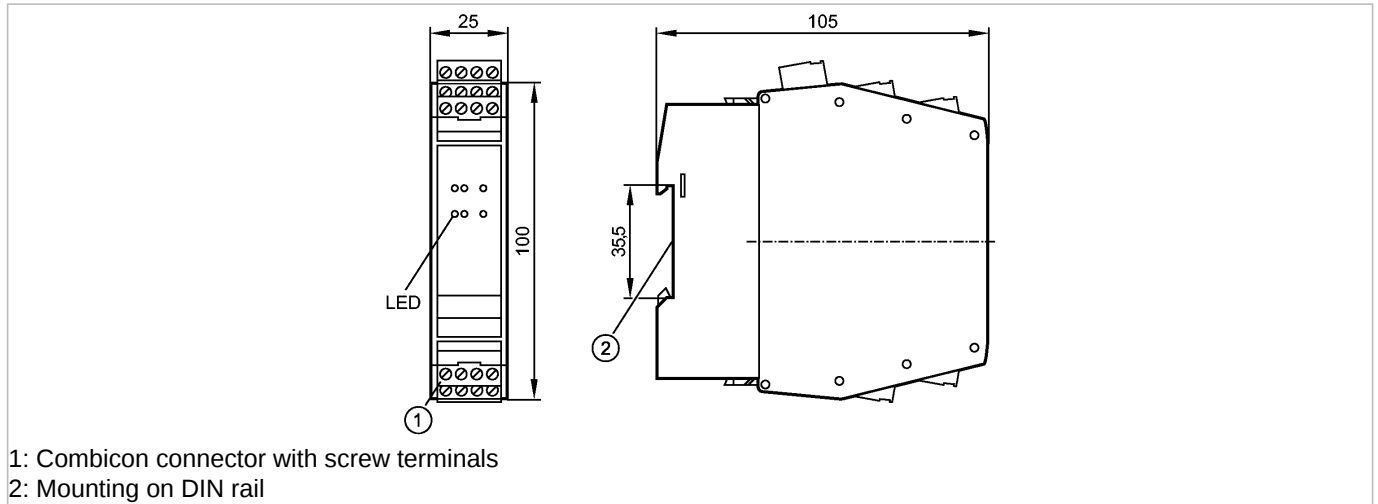 25
105
100
35,5
LED
2
1
1: Combicon connector with screw terminals
2: Mounting on DIN rail